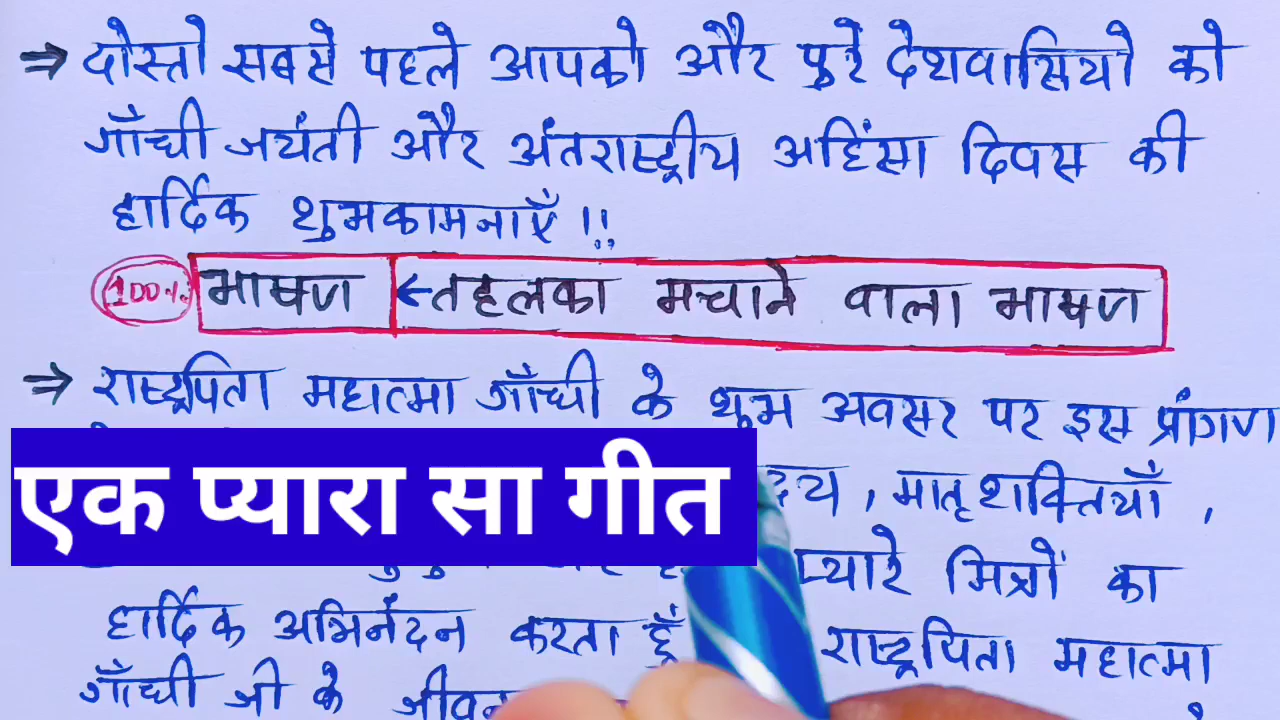 ⇒ दोस्तो सबसे पहले आपको और पुरे देशवासियो को
गाँधी जयंती और अंतराष्ट्रीय अहिंसा दिवस की
हार्दिक शुभकामनाएँ !!
100% भाषण ← तहलका मचाने वाला भाषण
⇒ राष्ट्रपिता महात्मा गाँधी के शुभ अवसर पर इस प्रांगण
एक प्यारा सा गीत
, मातृशक्तियाँ ,
प्यारे मित्रों का
हार्दिक अभिनंदन करता हूँ राष्ट्रपिता महात्मा
गाँधी जी के